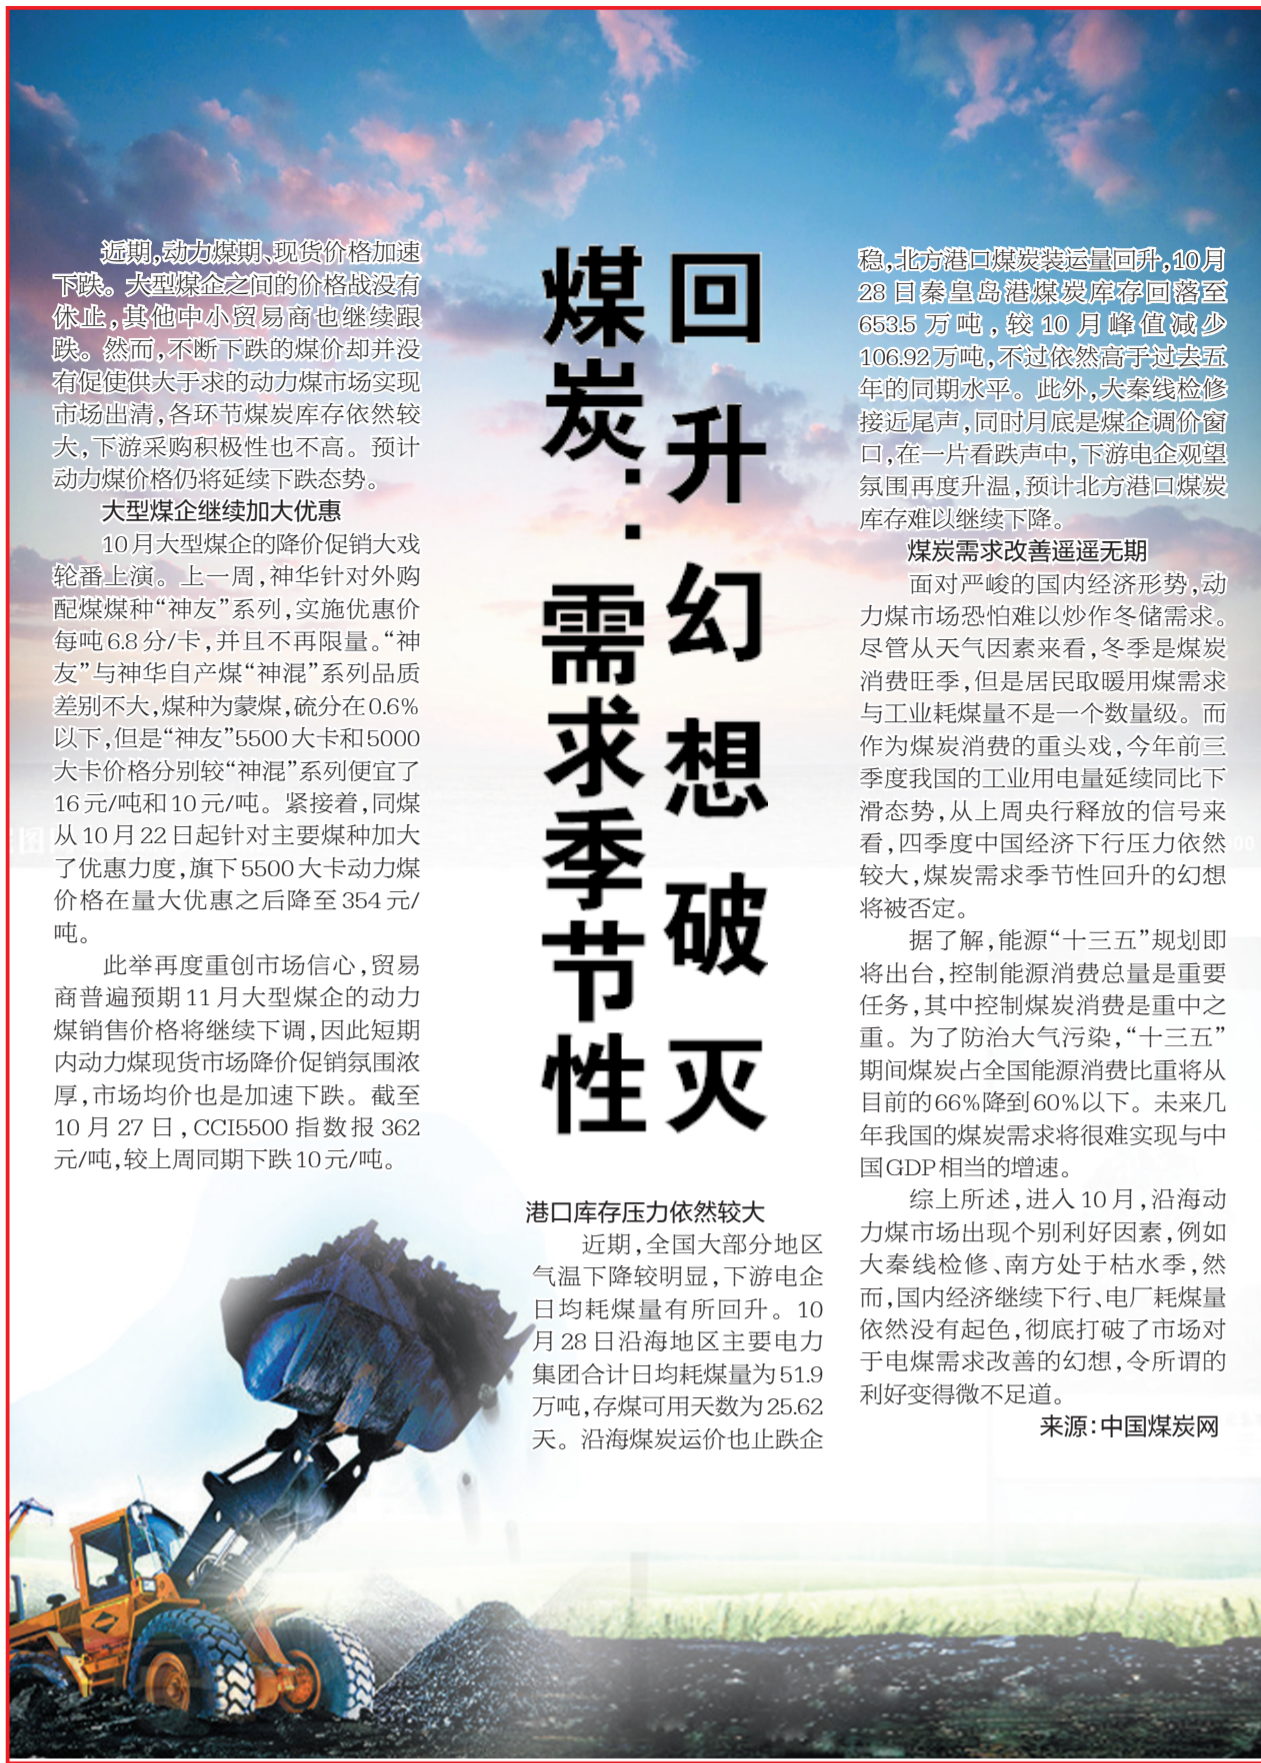 煤炭：需求季节性
回升幻想破灭
近期，动力煤期、现货价格加速
下跌。大型煤企之间的价格战没有
休止，其他中小贸易商也继续跟
跌。然而，不断下跌的煤价却并没
有促使供大于求的动力煤市场实现
市场出清，各环节煤炭库存依然较
大，下游采购积极性也不高。预计
动力煤价格仍将延续下跌态势。
大型煤企继续加大优惠
10月大型煤企的降价促销大戏
轮番上演。上一周，神华针对外购
配煤煤种“神友”系列，实施优惠价
每吨6.8分/卡，并且不再限量。“神
友”与神华自产煤“神混”系列品质
差别不大，煤种为蒙煤，硫分在0.6%
以下，但是“神友”5500大卡和5000
大卡价格分别较“神混”系列便宜了
16元/吨和10元/吨。紧接着，同煤
从10月22日起针对主要煤种加大
了优惠力度，旗下5500大卡动力煤
价格在量大优惠之后降至354元/
吨。
此举再度重创市场信心，贸易
商普遍预期11月大型煤企的动力
煤销售价格将继续下调，因此短期
内动力煤现货市场降价促销氛围浓
厚，市场均价也是加速下跌。截至
10月27日，CCI5500指数报362
元/吨，较上周同期下跌10元/吨。
港口库存压力依然较大
近期，全国大部分地区
气温下降较明显，下游电企
日均耗煤量有所回升。10
月28日沿海地区主要电力
集团合计日均耗煤量为51.9
万吨，存煤可用天数为25.62
天。沿海煤炭运价也止跌企
稳，北方港口煤炭装运量回升，10月
28日秦皇岛港煤炭库存回落至
653.5万吨，较10月峰值减少
106.92万吨，不过依然高于过去五
年的同期水平。此外，大秦线检修
接近尾声，同时月底是煤企调价窗
口，在一片看跌声中，下游电企观望
氛围再度升温，预计北方港口煤炭
库存难以继续下降。
煤炭需求改善遥遥无期
面对严峻的国内经济形势，动
力煤市场恐怕难以炒作冬储需求。
尽管从天气因素来看，冬季是煤炭
消费旺季，但是居民取暖用煤需求
与工业耗煤量不是一个数量级。而
作为煤炭消费的重头戏，今年前三
季度我国的工业用电量延续同比下
滑态势，从上周央行释放的信号来
看，四季度中国经济下行压力依然
较大，煤炭需求季节性回升的幻想
将被否定。
据了解，能源“十三五”规划即
将出台，控制能源消费总量是重要
任务，其中控制煤炭消费是重中之
重。为了防治大气污染，“十三五”
期间煤炭占全国能源消费比重将从
目前的66%降到60%以下。未来几
年我国的煤炭需求将很难实现与中
国GDP相当的增速。
综上所述，进入10月，沿海动
力煤市场出现个别利好因素，例如
大秦线检修、南方处于枯水季，然
而，国内经济继续下行、电厂耗煤量
依然没有起色，彻底打破了市场对
于电煤需求改善的幻想，令所谓的
利好变得微不足道。
来源：中国煤炭网